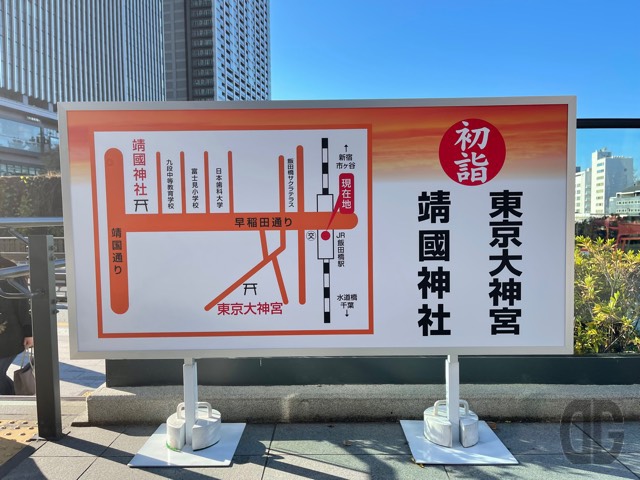 初詣
東京大神宮
靖國神社
靖國神社
九段中等教育学校
富士見小学校
日本歯科大学
飯田橋サクラテラス
↑
新宿
市ヶ谷
現在地
早稲田通り
靖国通り
文
JR
飯田橋駅
東京大神宮
水道橋
千葉
↓
DG